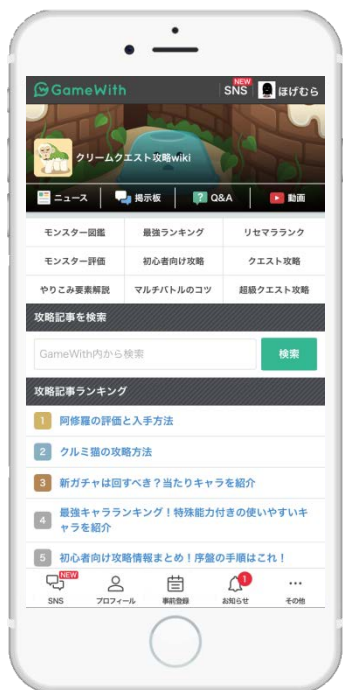 GameWith
NEW
SNS
ほげむら
クリームクエスト攻略wiki
ニュース
掲示板
Q&A
動画
モンスター図鑑
最強ランキング
リセマラランク
モンスター評価
初心者向け攻略
クエスト攻略
やりこみ要素解説
マルチバトルのコツ
超級クエスト攻略
攻略記事を検索
GameWith内から検索
検索
攻略記事ランキング
1 阿修羅の評価と入手方法
2 クルミ猫の攻略方法
3 新ガチャは回すべき？当たりキャラを紹介
4 最強キャラランキング！特殊能力付きの使いやすいキ
ャラを紹介
5 初心者向け攻略情報まとめ！序盤の手順はこれ！
NEW
SNS
プロフィール
事前登録
1
お知らせ
その他